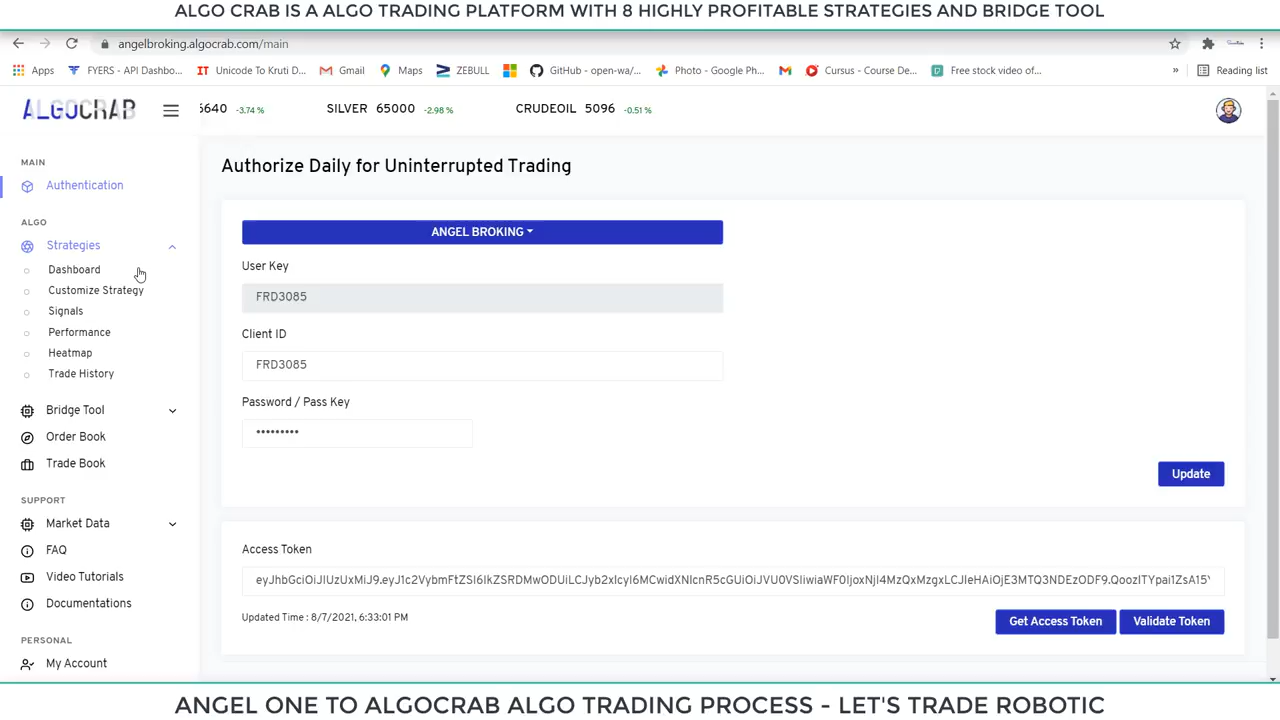 ALGO CRAB IS A ALGO TRADING PLATFORM WITH 8 HIGHLY PROFITABLE STRATEGIES AND BRIDGE TOOL
angelbroking.algocrab.com/main
Apps FYERS - API Dashbo... Unicode To Kruti D... Gmail Maps ZEBULL GitHub - open-wa/... Photo - Google Ph... Cursus - Course De... Free stock video of... » Reading list
ALGOCRAB 5640 -3.74 % SILVER 65000 -2.98 % CRUDEOIL 5096 -0.51 %
MAIN
Authentication
ALGO
Strategies
Dashboard
Customize Strategy
Signals
Performance
Heatmap
Trade History
Bridge Tool
Order Book
Trade Book
SUPPORT
Market Data
FAQ
Video Tutorials
Documentations
PERSONAL
My Account
Authorize Daily for Uninterrupted Trading
ANGEL BROKING
User Key
FRD3085
Client ID
FRD3085
Password / Pass Key
•••••••••
Update
Access Token
Updated Time : 8/7/2021, 6:33:01 PM
Get Access Token Validate Token
ANGEL ONE TO ALGOCRAB ALGO TRADING PROCESS - LET'S TRADE ROBOTIC